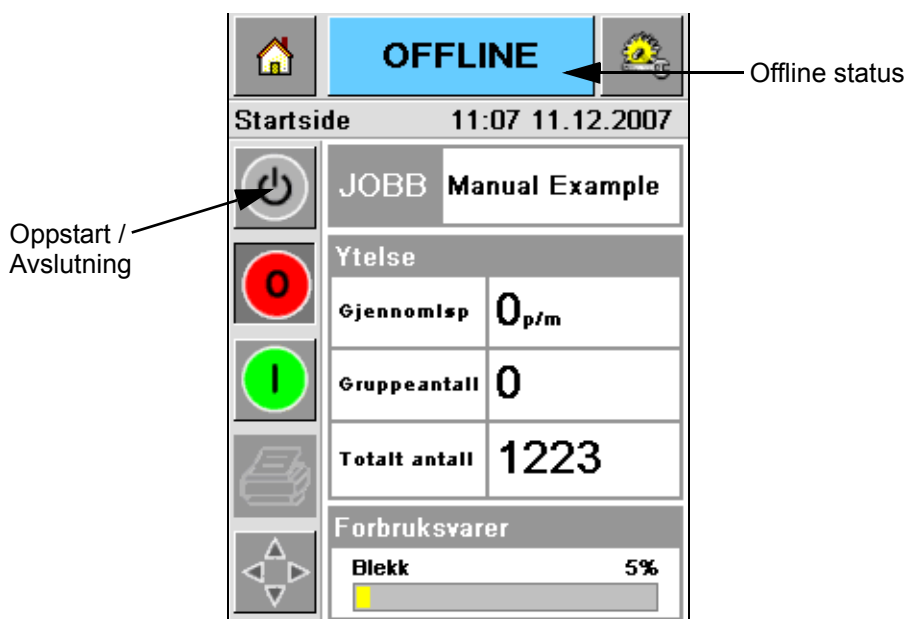 OFFLINE
Offline status
Startside 11:07 11.12.2007
JOBB Manual Example
Oppstart /
Avslutning
Ytelse
O
Gjennomløp 0p/m
I
Gruppeantall 0
Totalt antall 1223
Forbruksvarer
Blekk 5%